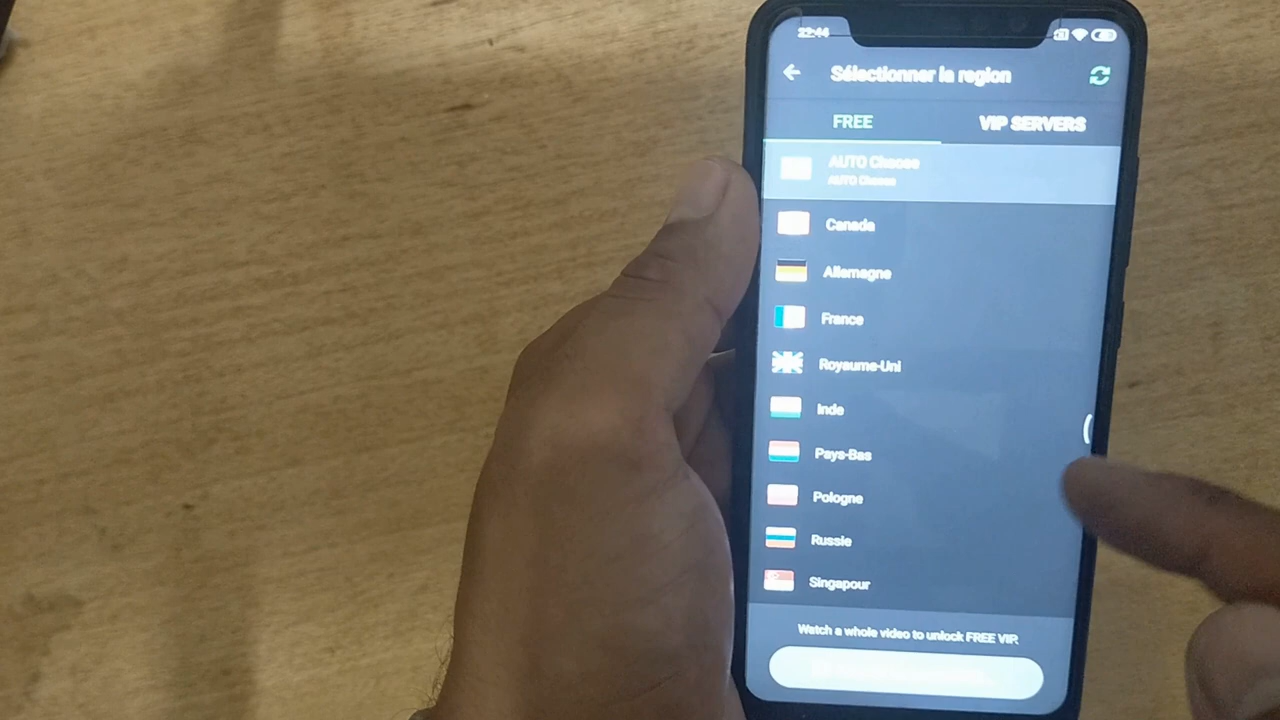 22:44
Sélectionner la region
FREE
VIP SERVERS
AUTO Choose
AUTO Choose
Canada
Allemagne
France
Royaume-Uni
Inde
Pays-Bas
Pologne
Russie
Singapour
Watch a whole video to unlock FREE VIP.